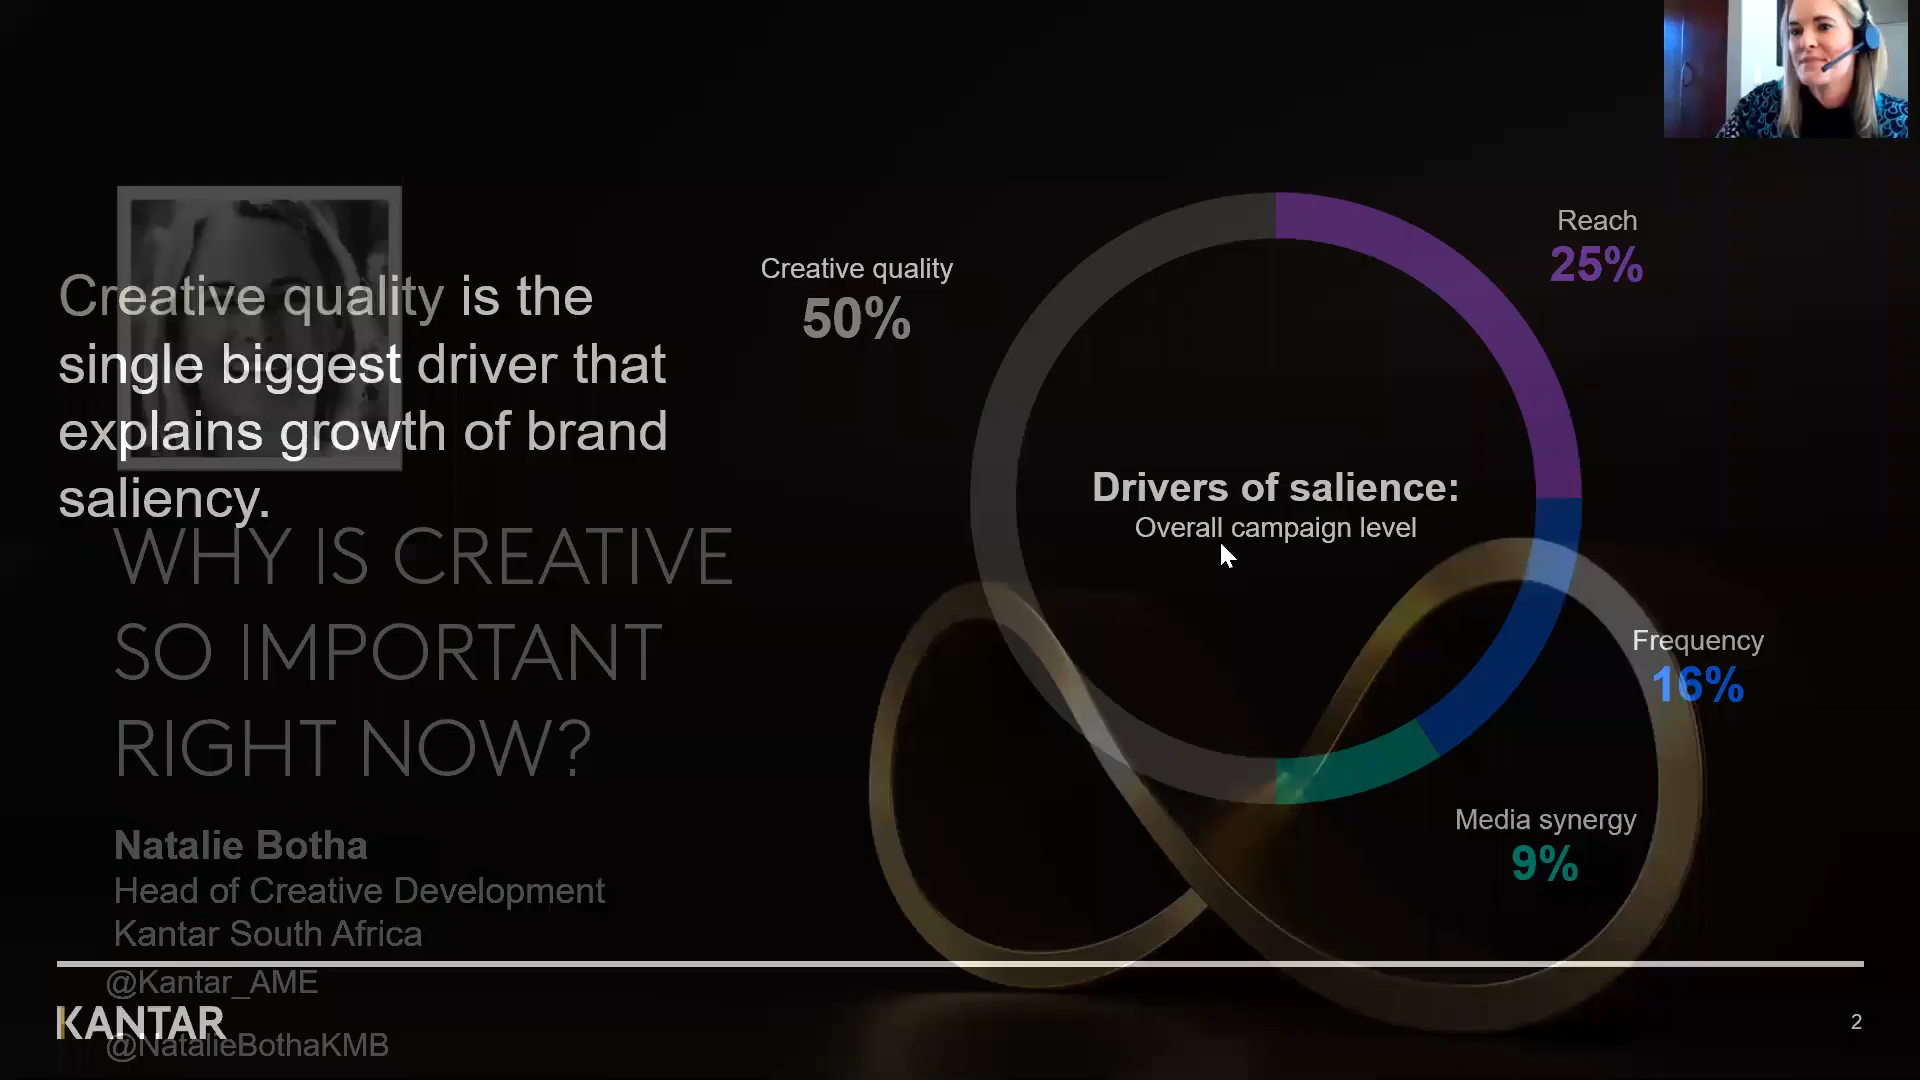 Creative quality is the
single biggest driver that
explains growth of brand
saliency.
WHY IS CREATIVE
SO IMPORTANT
RIGHT NOW?
Natalie Botha
Head of Creative Development
Kantar South Africa
@Kantar_AME
@NatalieBothaKMB
KANTAR
Creative quality
50%
Reach
25%
Drivers of salience:
Overall campaign level
Frequency
16%
Media synergy
9%
2